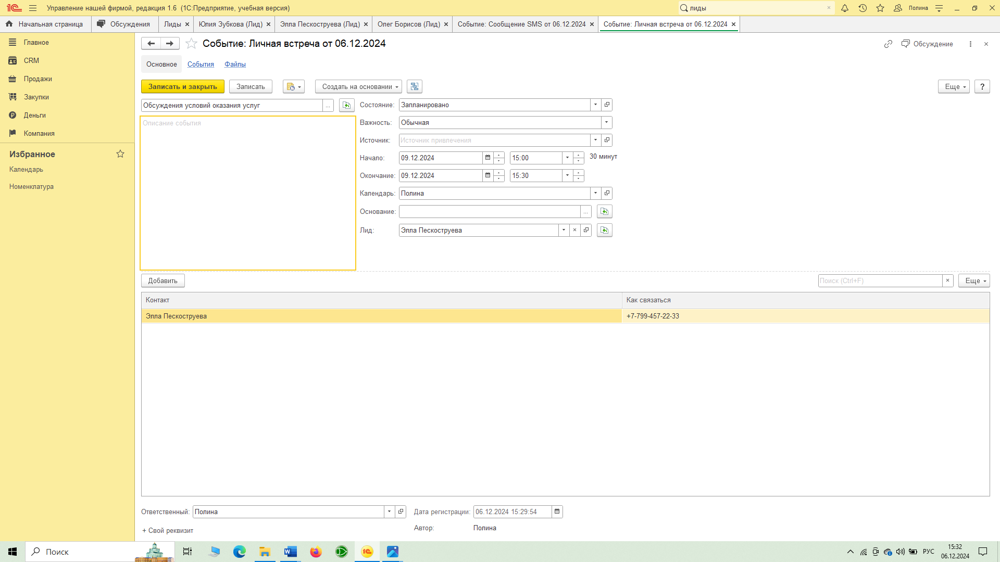 Управление нашей фирмой, редакция 1.6 (1С:Предприятие, учебная версия)
лиды
Полина
Начальная страница
Обсуждения
Лиды
Юлия Зубкова (Лид)
Элла Пескоструева (Лид)
Олег Борисов (Лид)
Событие: Сообщение SMS от 06.12.2024
Событие: Личная встреча от 06.12.2024
Главное
CRM
Продажи
Закупки
Деньги
Компания
Избранное
Календарь
Номенклатура
Событие: Личная встреча от 06.12.2024
Обсуждение
Основное События Файлы
Записать и закрыть
Записать
Создать на основании
Еще
?
Обсуждения условий оказания услуг
...
Описание события
Состояние: Запланировано
Важность: Обычная
Источник: Источник привлечения
Начало: 09.12.2024 15:00 30 минут
Окончание: 09.12.2024 15:30
Календарь: Полина
Основание: ...
Лид: Элла Пескоструева
Добавить
Поиск (Ctrl+F)
Еще
Контакт Как связаться
Элла Пескоструева +7-799-457-22-33
Ответственный: Полина
Дата регистрации: 06.12.2024 15:29:54
+ Свой реквизит
Автор: Полина
Поиск
РУС
15:32
06.12.2024